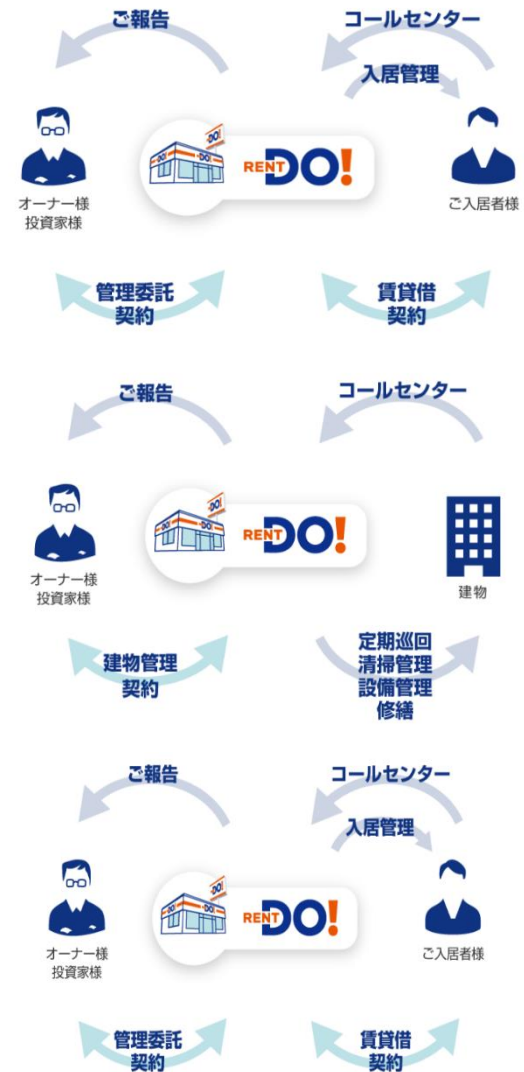 ご報告
コールセンター
入居管理
DO!
DO!
RENT DO!
オーナー様
投資家様
ご入居者様
管理委託
契約
賃貸借
契約
ご報告
コールセンター
DO!
DO!
RENT DO!
オーナー様
投資家様
建物
建物管理
契約
定期巡回
清掃管理
設備管理
修繕
ご報告
コールセンター
入居管理
DO!
DO!
RENT DO!
オーナー様
投資家様
ご入居者様
管理委託
契約
賃貸借
契約